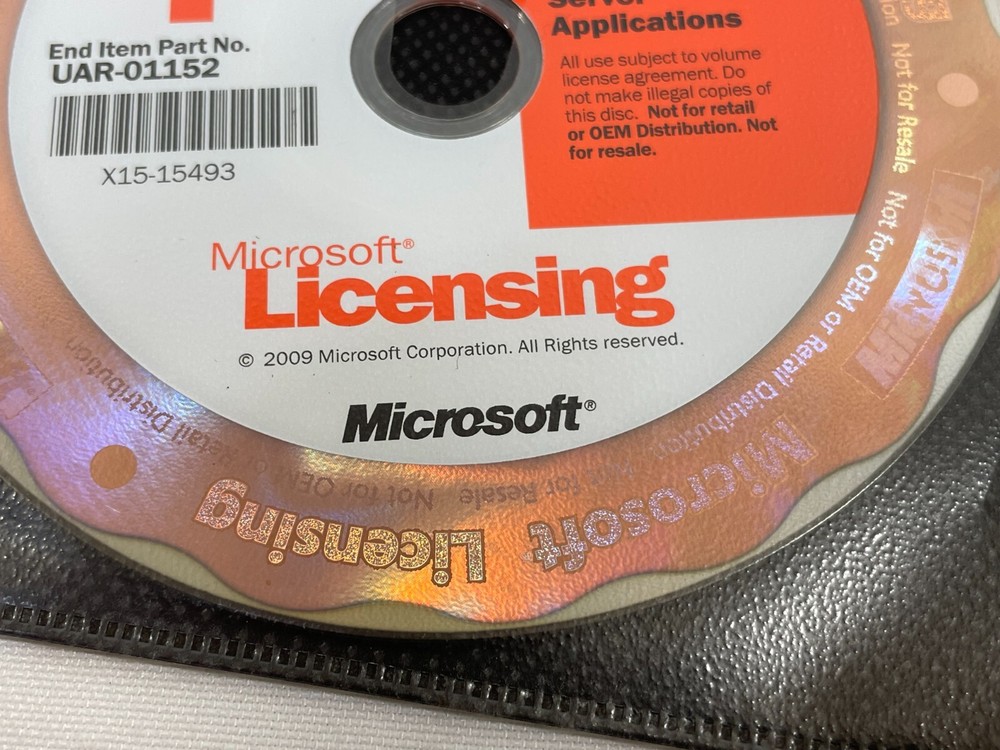 End Item Part No.
UAR-01152
X15-15493
Server
Applications
All use subject to volume
license agreement. Do
not make illegal copies of
this disc. Not for retail
or OEM Distribution. Not
for resale.
Microsoft®
Licensing
© 2009 Microsoft Corporation. All Rights reserved.
Microsoft®
Not for Resale Not for OEM or Retail Distribution Not for Resale Not for OEM
Retail Distribution
Microsoft Licensing